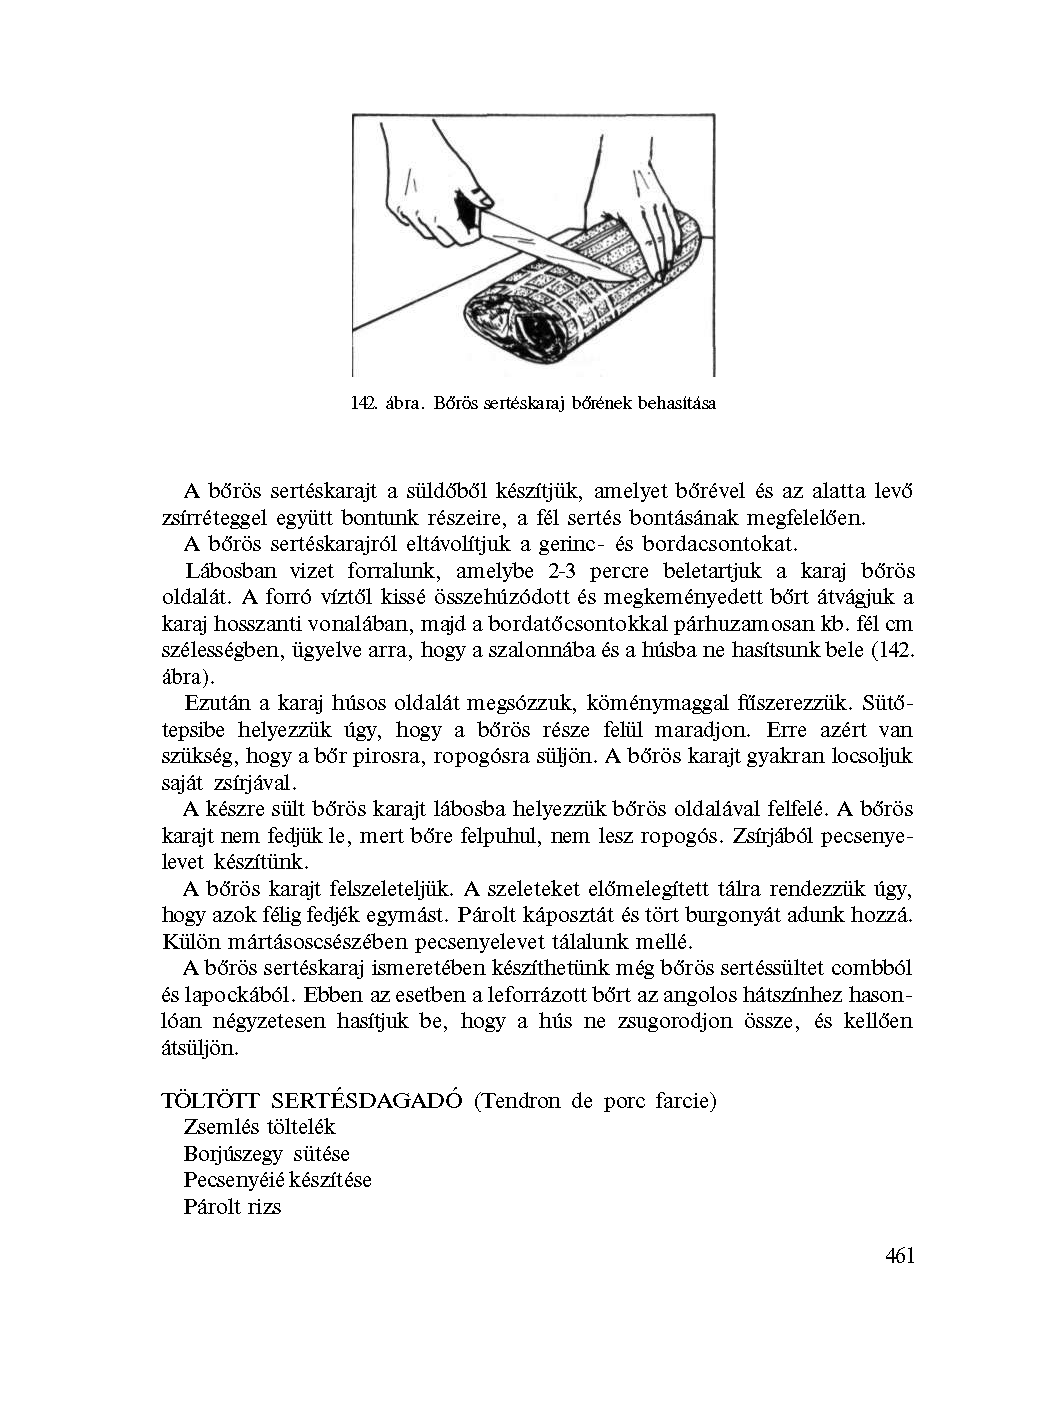 142. ábra. Bőrös sertéskaraj bőrének behasítása
A bőrös sertéskarajt a süldőből készítjük, amelyet bőrével és az alatta levő
zsírréteggel együtt bontunk részeire, a fél sertés bontásának megfelelően.
A bőrös sertéskarajról eltávolítjuk a gerinc- és bordacsontokat.
Lábosban vizet forralunk, amelybe 2-3 percre beletartjuk a karaj bőrös
oldalát. A forró víztől kissé összehúzódott és megkeményedett bőrt átvágjuk a
karaj hosszanti vonalában, majd a bordatőcsontokkal párhuzamosan kb. fél cm
szélességben, ügyelve arra, hogy a szalonnába és a húsba ne hasítsunk bele (142.
ábra).
Ezután a karaj húsos oldalát megsózzuk, köménymaggal fűszerezzük. Sütő-
tepsibe helyezzük úgy, hogy a bőrös része felül maradjon. Erre azért van
szükség, hogy a bőr pirosra, ropogósra süljön. A bőrös karajt gyakran locsoljuk
saját zsírjával.
A készre sült bőrös karajt lábosba helyezzük bőrös oldalával felfelé. A bőrös
karajt nem fedjük le, mert bőre felpuhul, nem lesz ropogós. Zsírjából pecsenye-
levet készítünk.
A bőrös karajt felszeleteljük. A szeleteket előmelegített tálra rendezzük úgy,
hogy azok félig fedjék egymást. Párolt káposztát és tört burgonyát adunk hozzá.
Külön mártásoscsészében pecsenyelevet tálalunk mellé.
A bőrös sertéskaraj ismeretében készíthetünk még bőrös sertéssültet combból
és lapockából. Ebben az esetben a leforrázott bőrt az angolos hátszínhez hason-
lóan négyzetesen hasítjuk be, hogy a hús ne zsugorodjon össze, és kellően
átsüljön.
TÖLTÖTT SERTÉSDAGADÓ (Tendron de porc farcie)
Zsemlés töltelék
Borjúszegy sütése
Pecsenyéié készítése
Párolt rizs
461